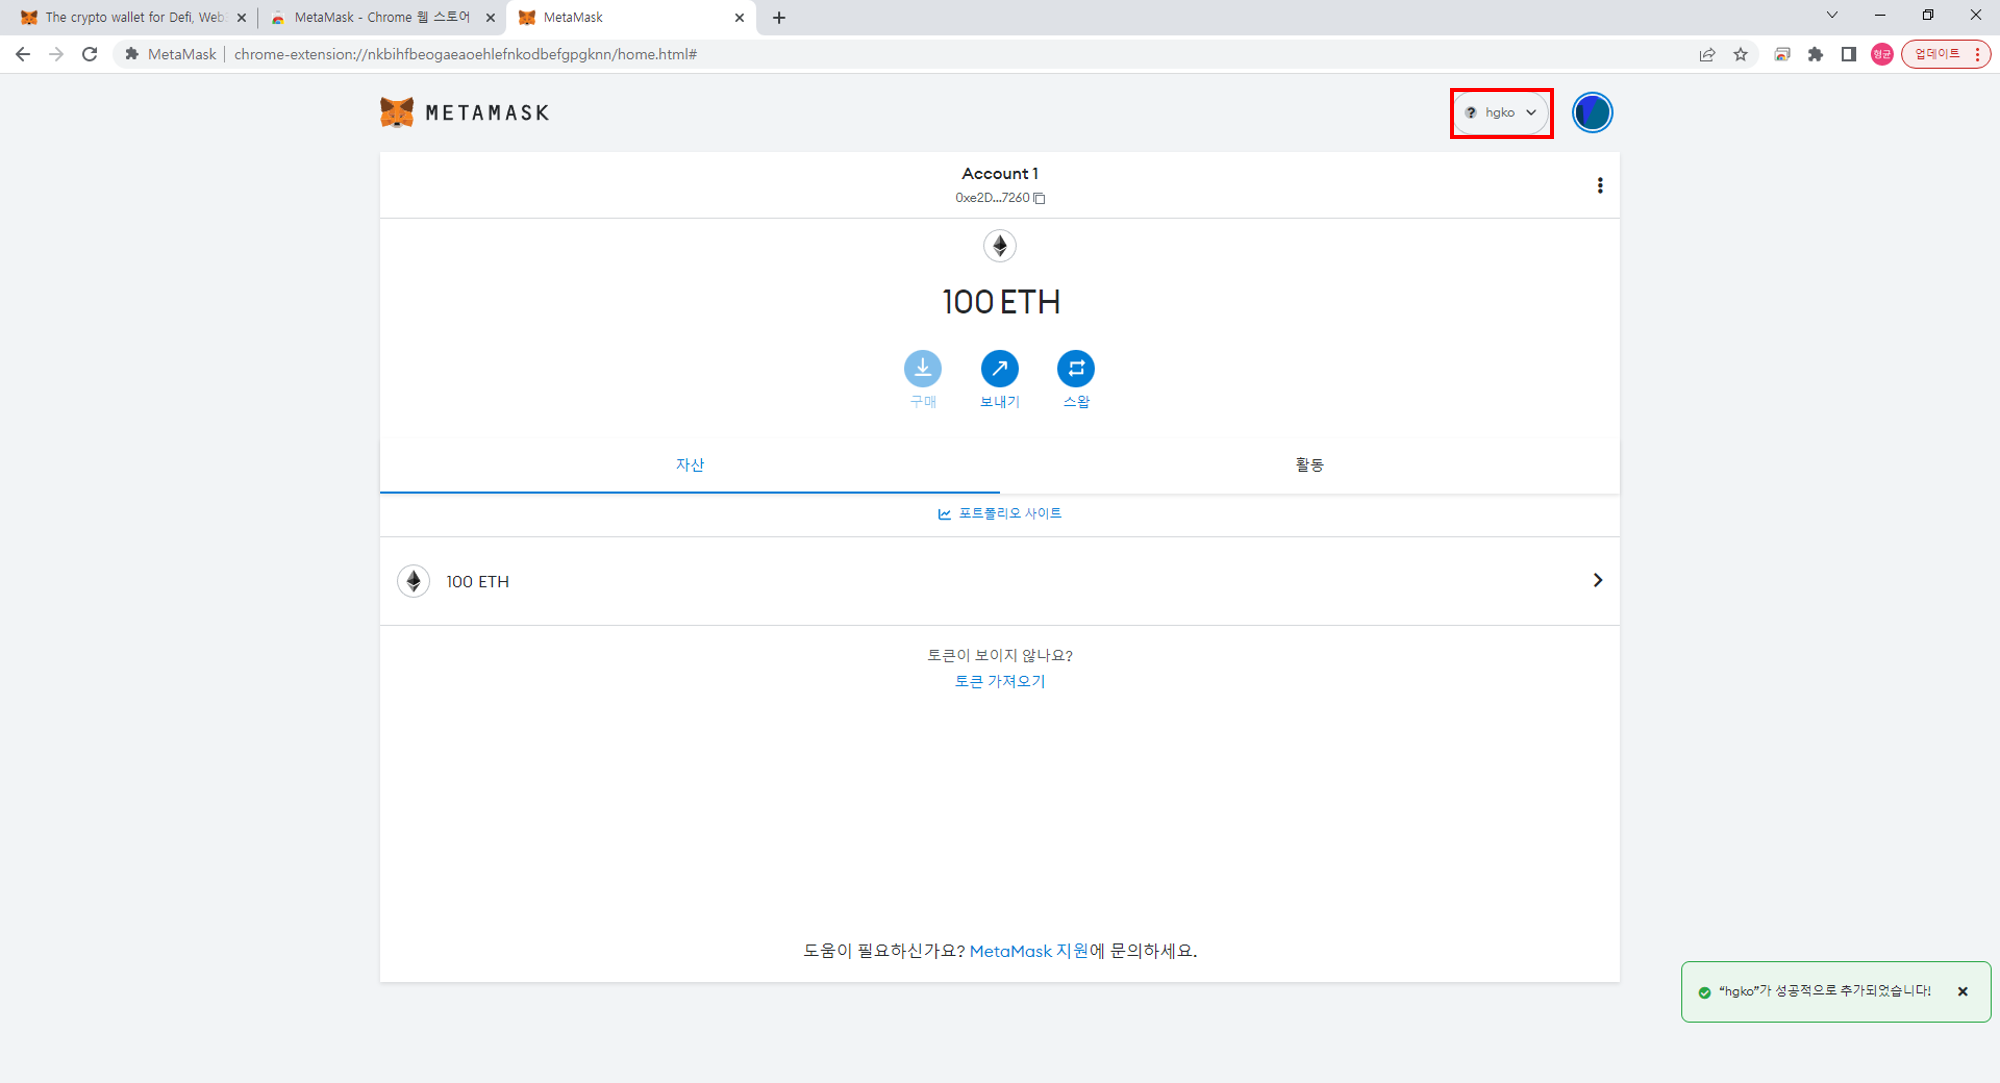 The crypto wallet for Defi, Web3
MetaMask - Chrome 웹 스토어
MetaMask
MetaMask
chrome-extension://nkbihfbeogaeaoehlefnkodbefgpgknn/home.html#
형균
업데이트
METAMASK
? hgko
Account 1
0xe2D...7260
100 ETH
구매
보내기
스왑
자산
활동
포트폴리오 사이트
100 ETH
토큰이 보이지 않나요?
토큰 가져오기
도움이 필요하신가요? MetaMask 지원에 문의하세요.
“hgko”가 성공적으로 추가되었습니다!